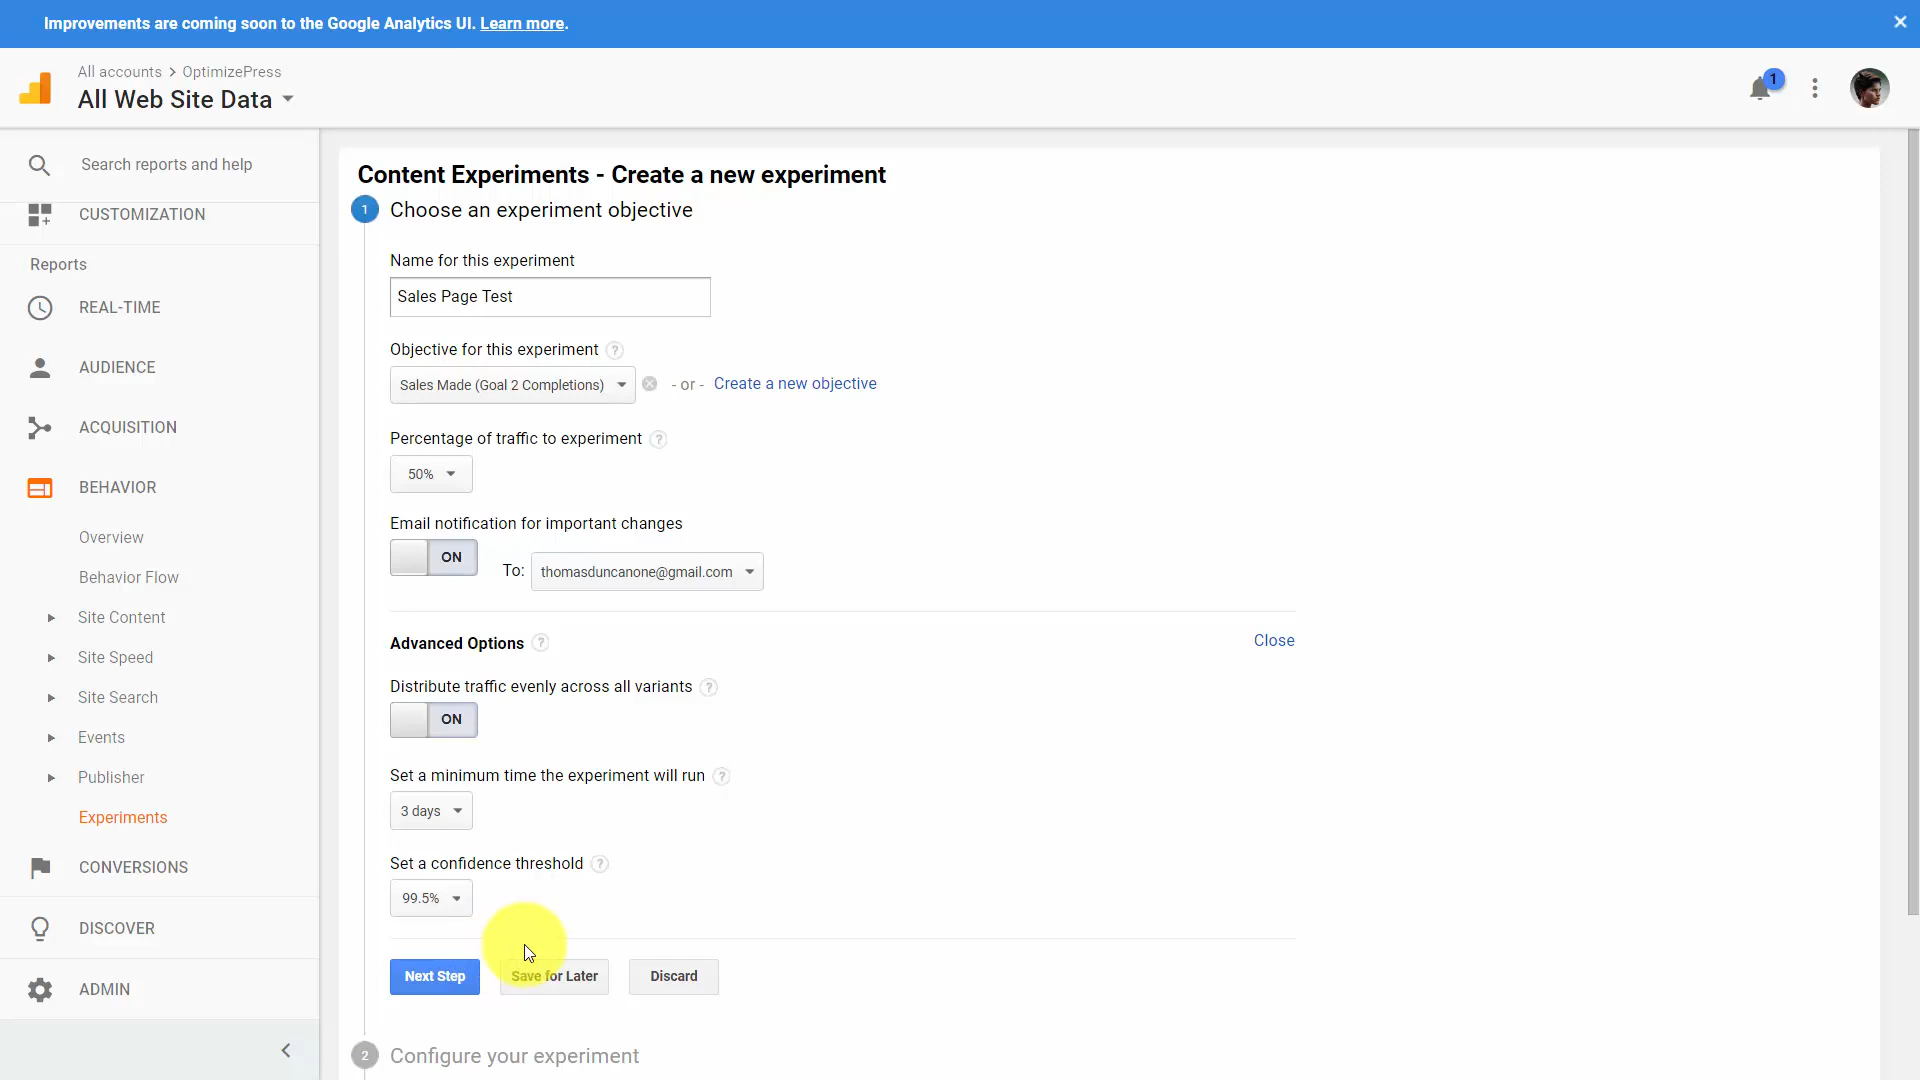 Improvements are coming soon to the Google Analytics UI. Learn more.
All accounts > OptimizePress
All Web Site Data
1
Search reports and help
CUSTOMIZATION
Reports
REAL-TIME
AUDIENCE
ACQUISITION
BEHAVIOR
Overview
Behavior Flow
Site Content
Site Speed
Site Search
Events
Publisher
Experiments
CONVERSIONS
DISCOVER
ADMIN
Content Experiments - Create a new experiment
1 Choose an experiment objective
Name for this experiment
Sales Page Test
Objective for this experiment ?
Sales Made (Goal 2 Completions) - or - Create a new objective
Percentage of traffic to experiment ?
50%
Email notification for important changes
ON To: thomasduncanone@gmail.com
Advanced Options ? Close
Distribute traffic evenly across all variants ?
ON
Set a minimum time the experiment will run ?
3 days
Set a confidence threshold ?
99.5%
Next Step Save for Later Discard
2 Configure your experiment